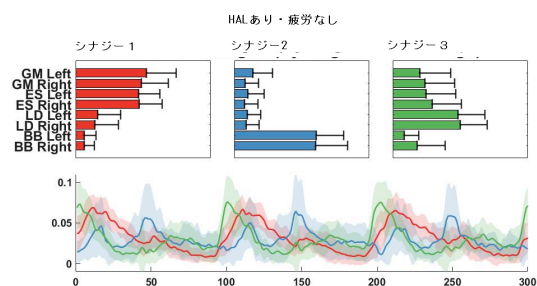 HALあり・疲労なし
シナジー１
シナジー2
シナジー３
GM Left
GM Right
ES Left
ES Right
LD Left
LD Right
BB Left
BB Right
0.1
0.05
0
0 50 100 150 200 250 300